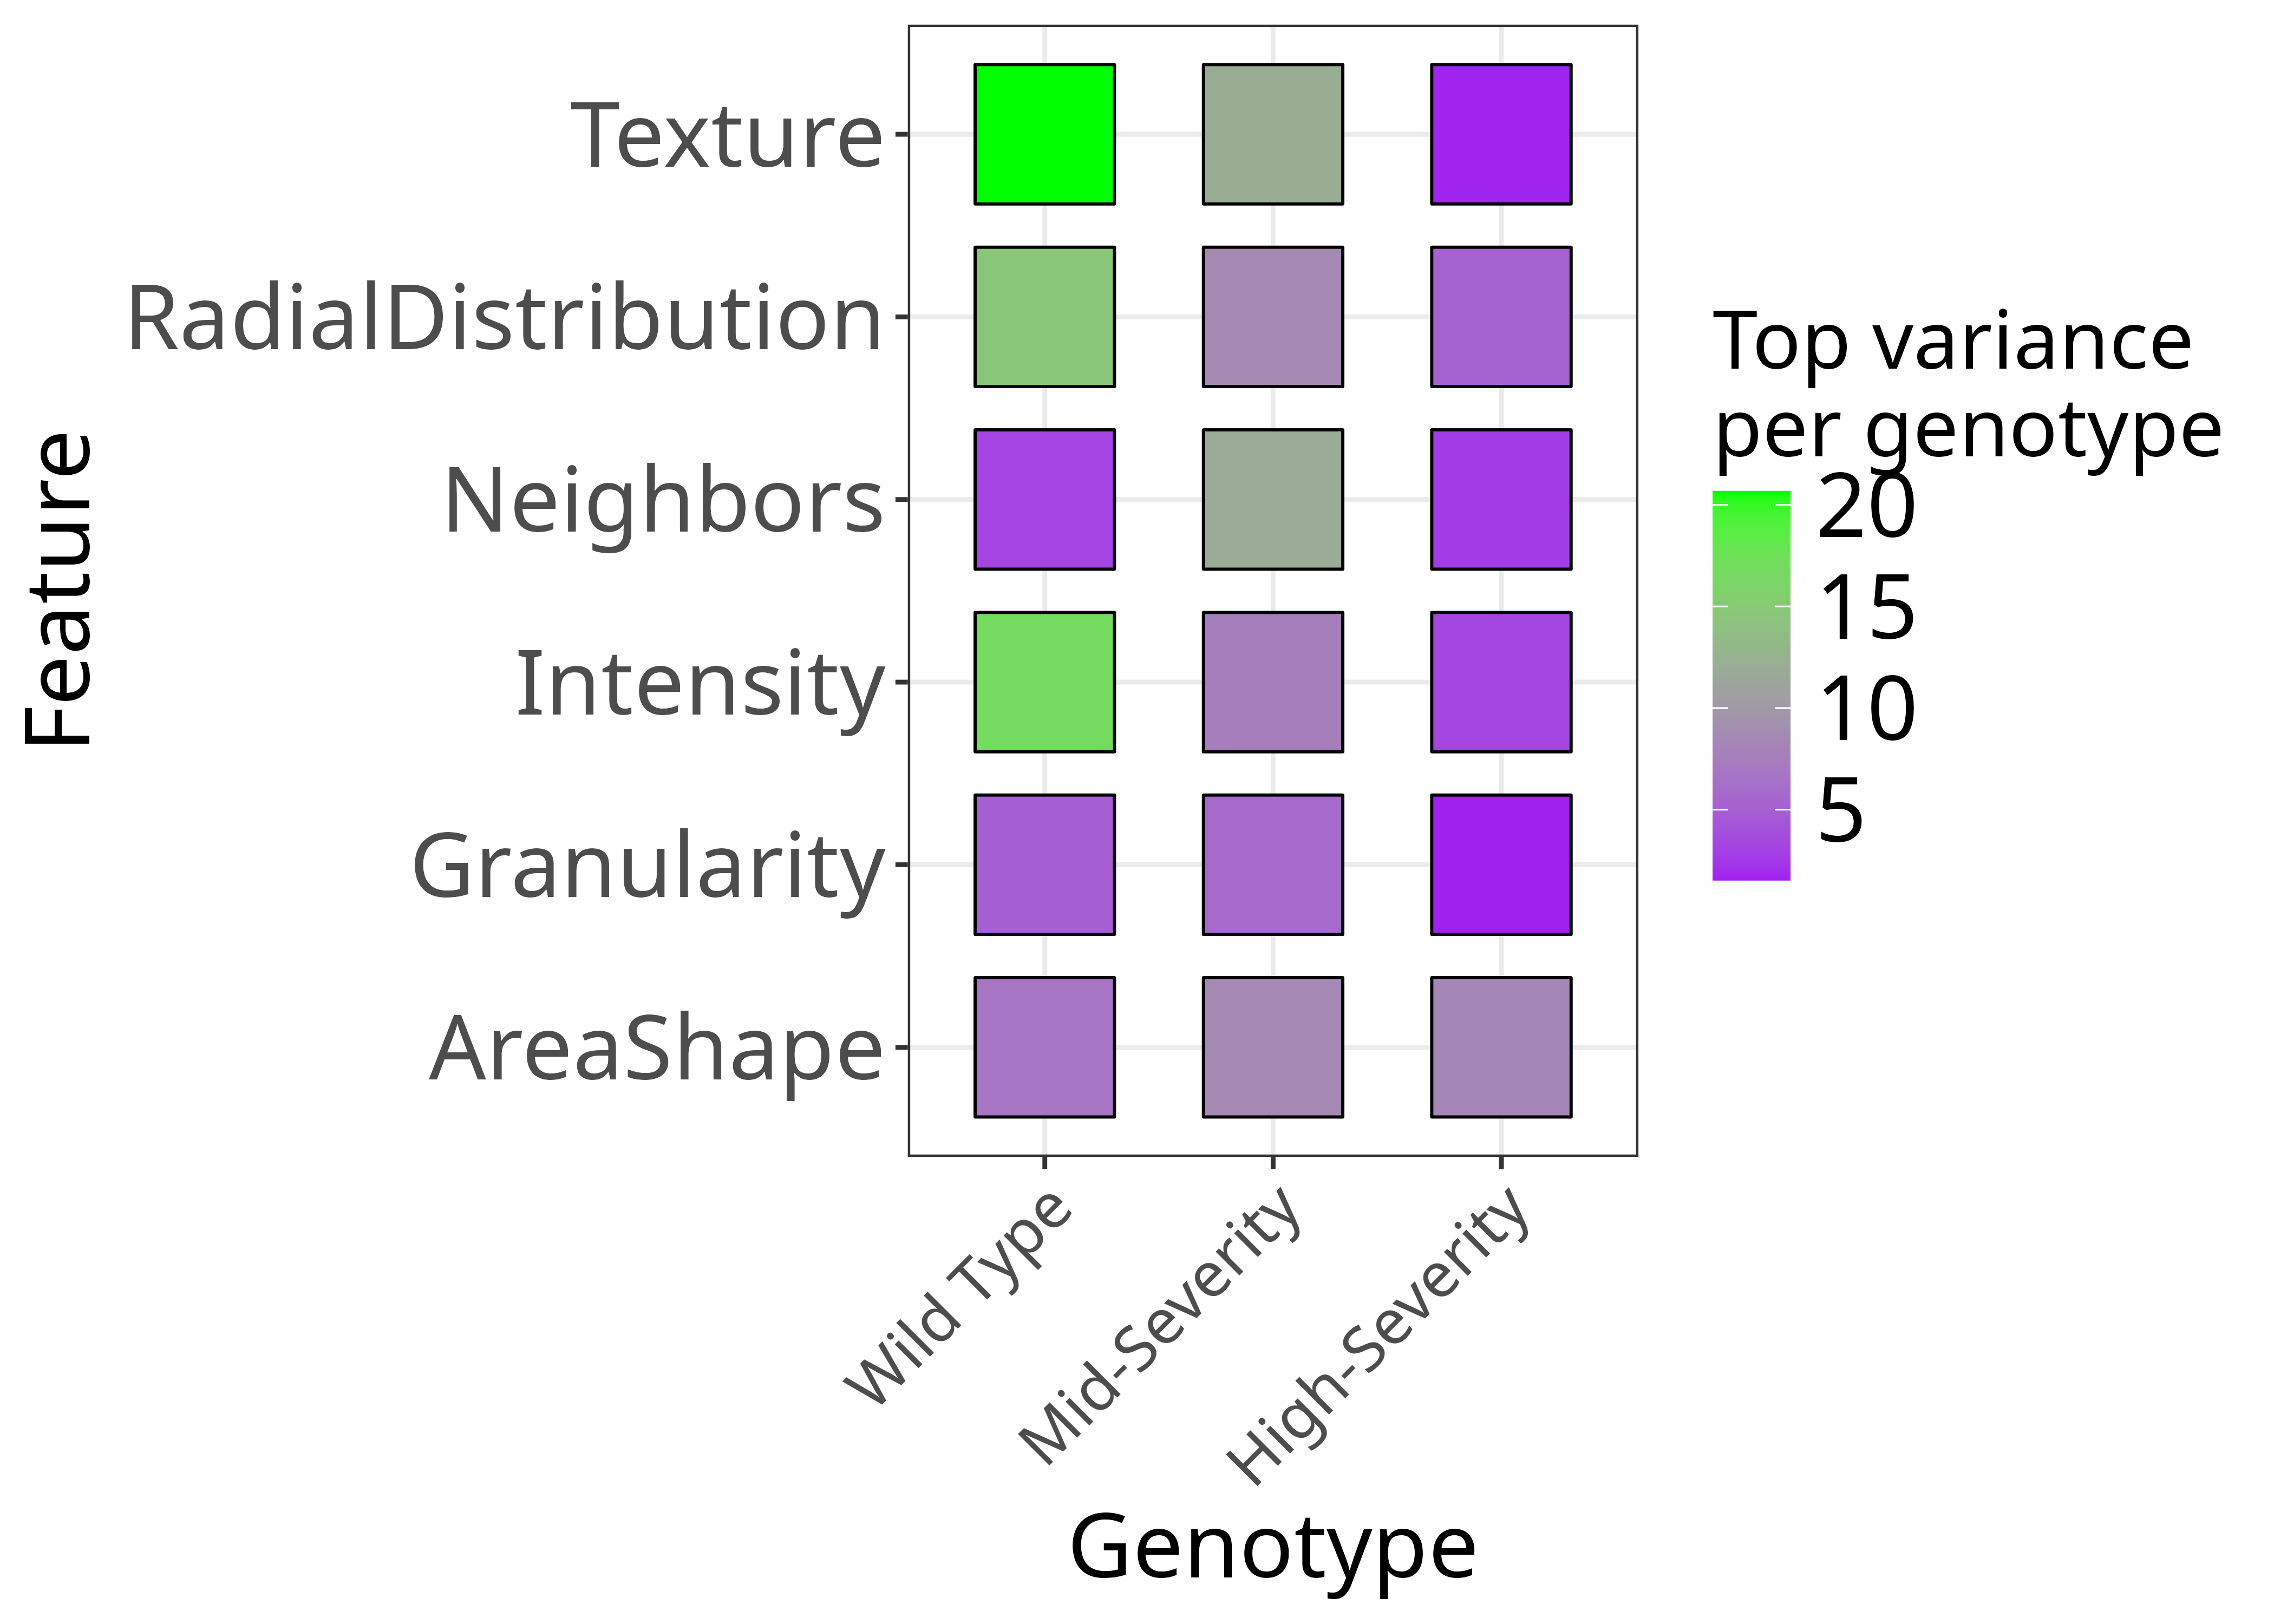 Feature
Texture
RadialDistribution
Neighbors
Intensity
Granularity
AreaShape
Wild Type
Mid-Severity
High-Severity
Genotype
Top variance
per genotype
20
15
10
5